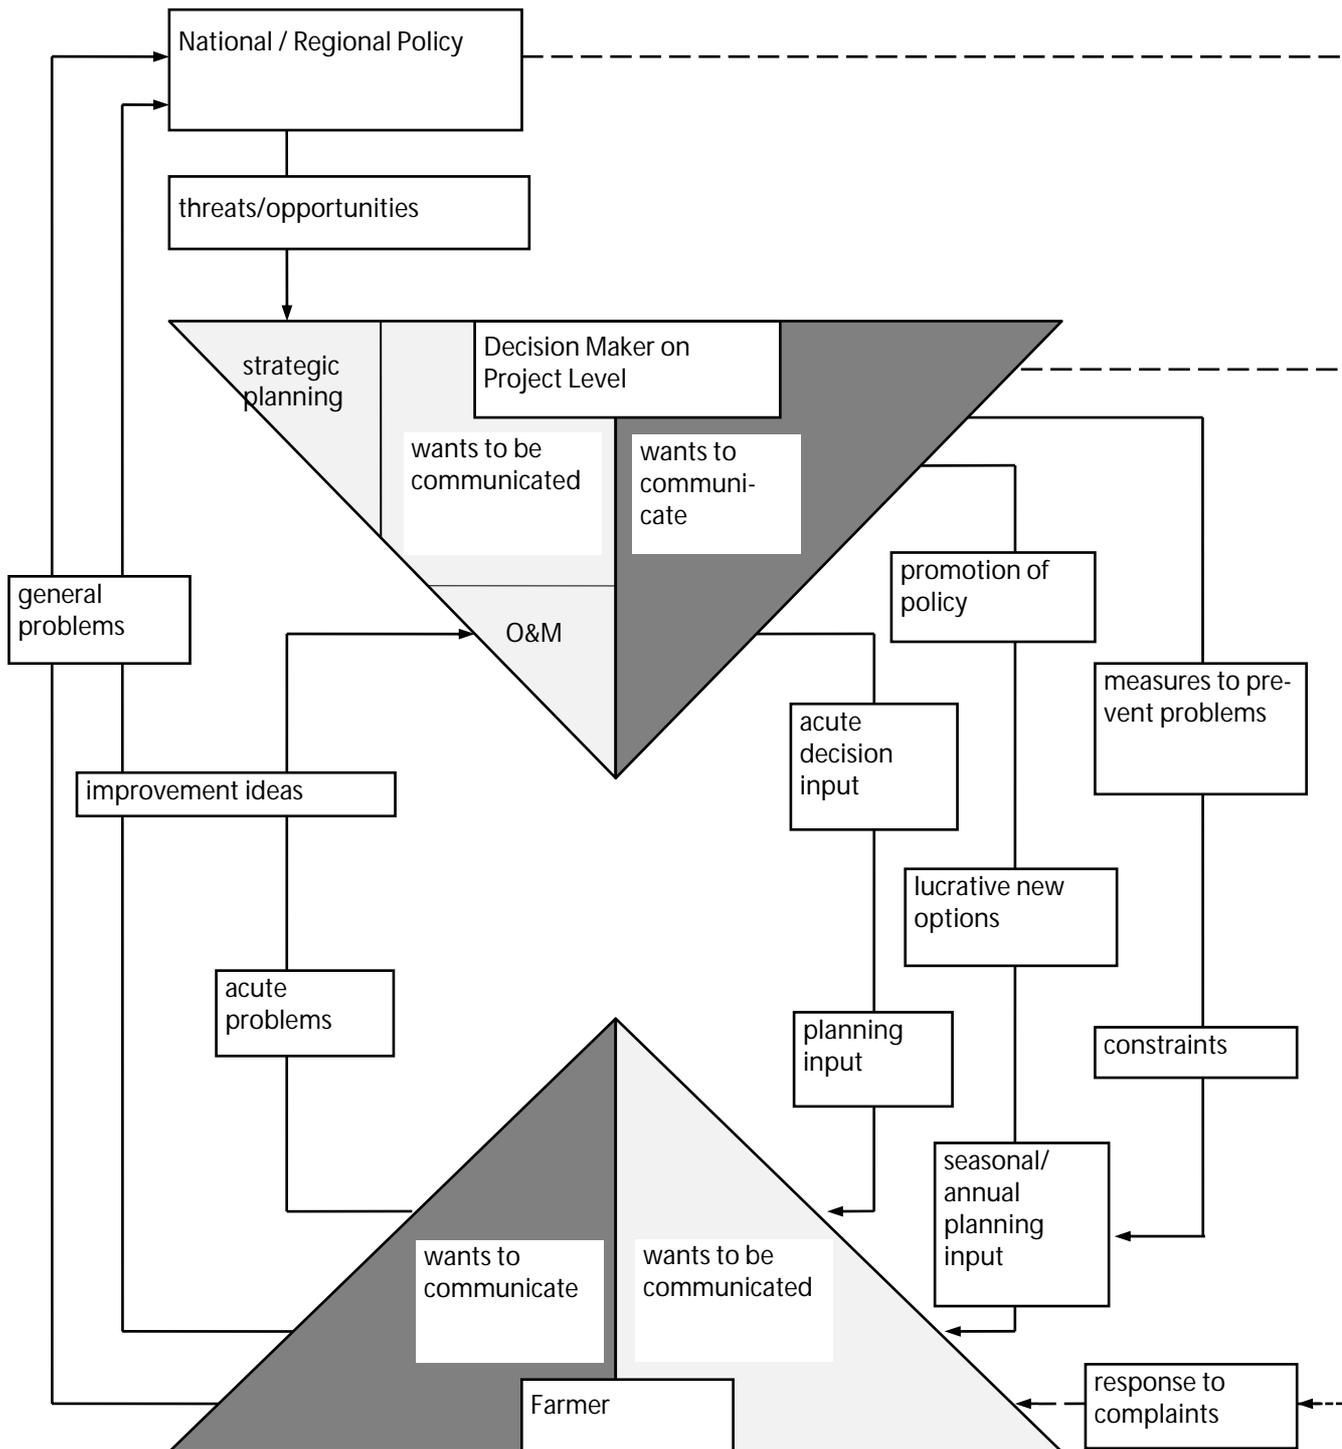 National / Regional Policy
threats/opportunities
strategic
planning
Decision Maker on
Project Level
wants to be
communicated
wants to
communi-
cate
O&M
general
problems
promotion of
policy
measures to pre-
vent problems
acute
decision
input
improvement ideas
lucrative new
options
acute
problems
planning
input
constraints
seasonal/
annual
planning
input
wants to
communicate
wants to be
communicated
response to
complaints
Farmer